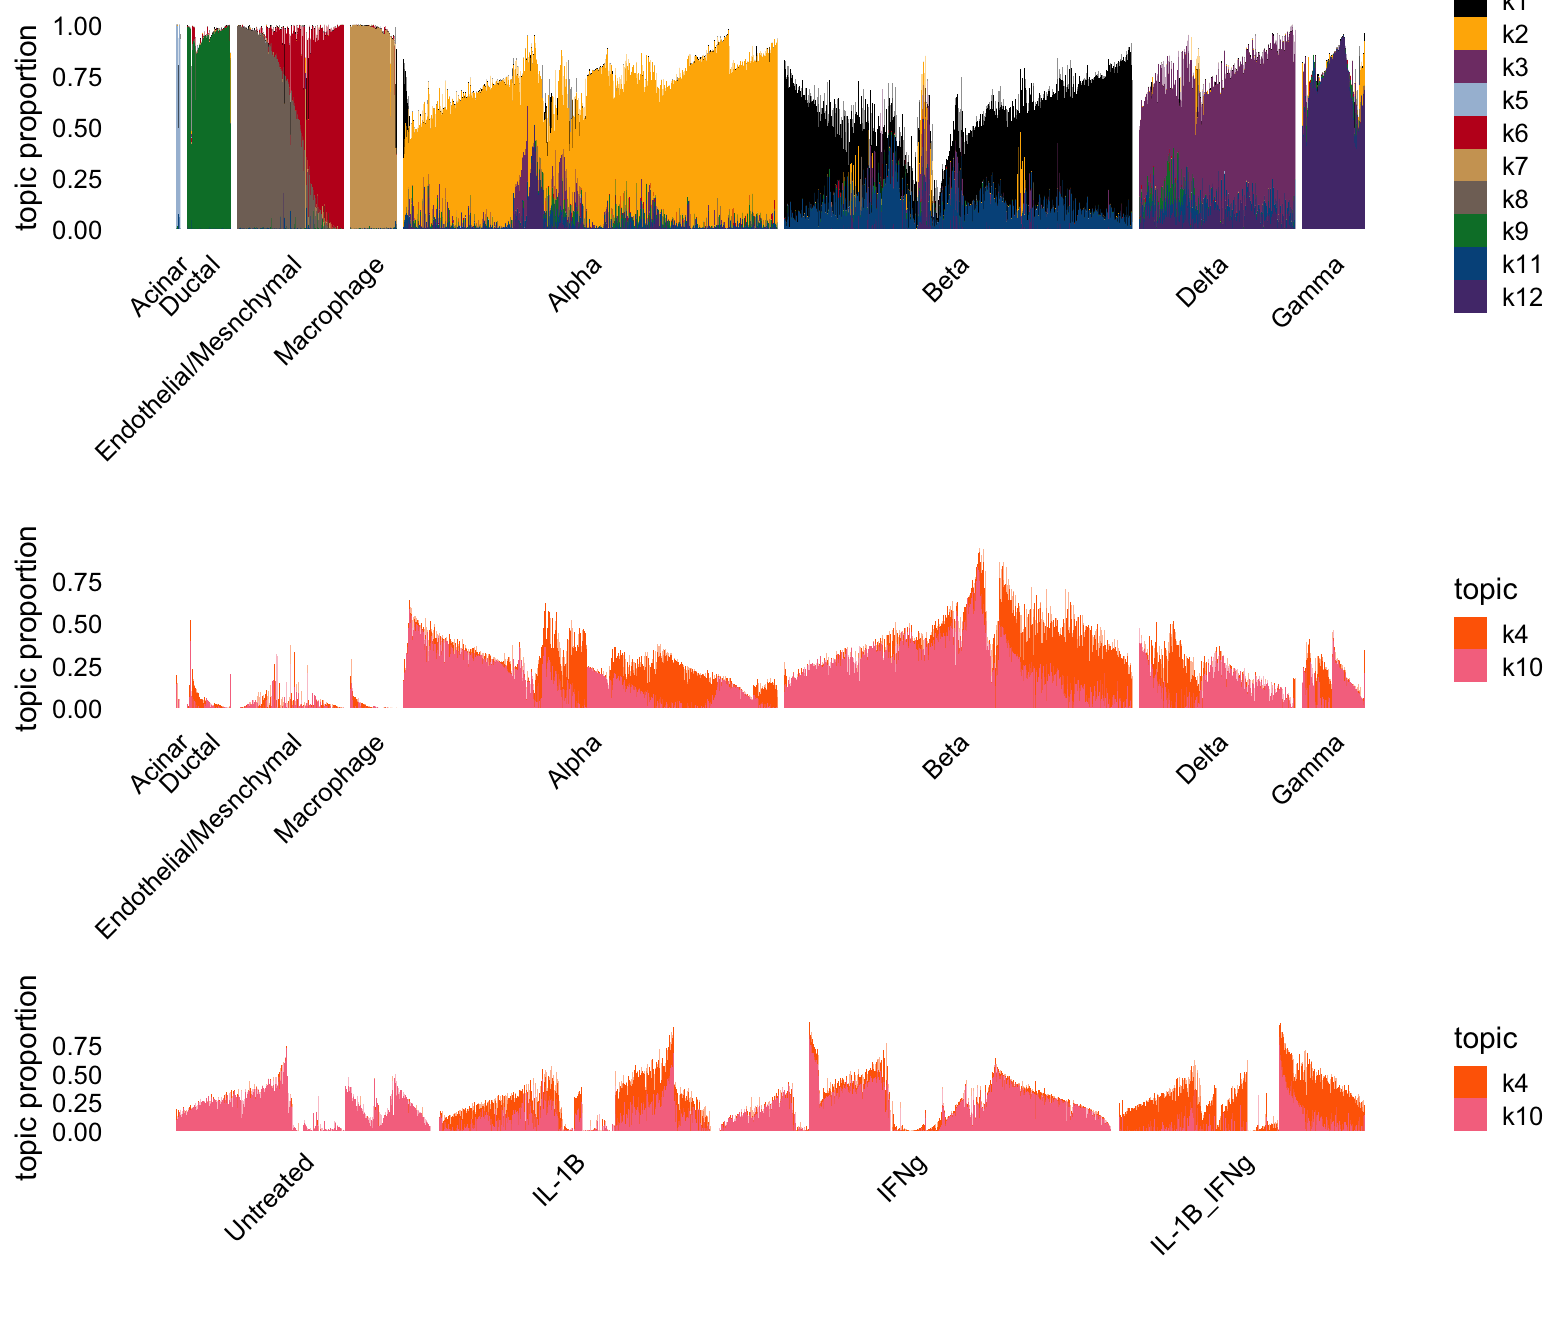 topic proportion
1.00
0.75
0.50
0.25
0.00
Acinar
Ductal
Endothelial/Mesnchymal
Macrophage
Alpha
Beta
Delta
Gamma
k1
k2
k3
k5
k6
k7
k8
k9
k11
k12
topic proportion
0.75
0.50
0.25
0.00
Acinar
Ductal
Endothelial/Mesnchymal
Macrophage
Alpha
Beta
Delta
Gamma
topic
k4
k10
topic proportion
0.75
0.50
0.25
0.00
Untreated
IL-1B
IFNg
IL-1B_IFNg
topic
k4
k10